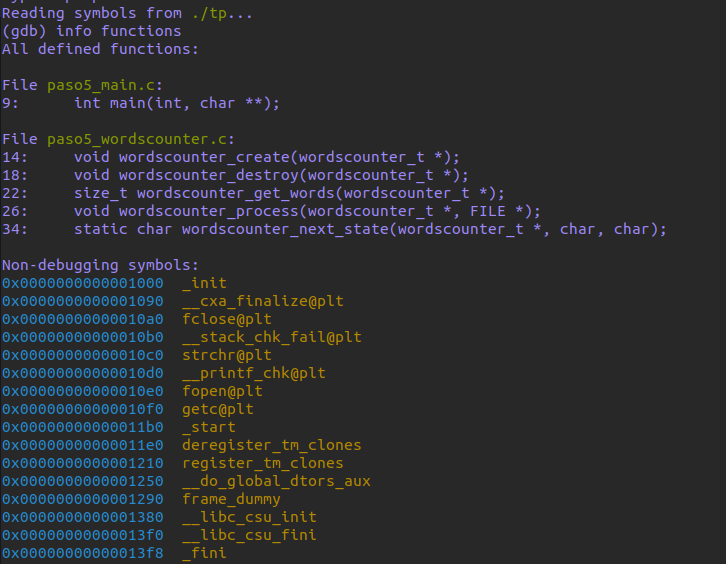 Reading symbols from ./tp...
(gdb) info functions
All defined functions:
File paso5_main.c:
9:      int main(int, char **);
File paso5_wordscounter.c:
14:     void wordscounter_create(wordscounter_t *);
18:     void wordscounter_destroy(wordscounter_t *);
22:     size_t wordscounter_get_words(wordscounter_t *);
26:     void wordscounter_process(wordscounter_t *, FILE *);
34:     static char wordscounter_next_state(wordscounter_t *, char, char);
Non-debugging symbols:
0x0000000000001000  _init
0x0000000000001090  __cxa_finalize@plt
0x00000000000010a0  fclose@plt
0x00000000000010b0  __stack_chk_fail@plt
0x00000000000010c0  strchr@plt
0x00000000000010d0  __printf_chk@plt
0x00000000000010e0  fopen@plt
0x00000000000010f0  getc@plt
0x00000000000011b0  _start
0x00000000000011e0  deregister_tm_clones
0x0000000000001210  register_tm_clones
0x0000000000001250  __do_global_dtors_aux
0x0000000000001290  frame_dummy
0x0000000000001380  __libc_csu_init
0x00000000000013f0  __libc_csu_fini
0x00000000000013f8  _fini